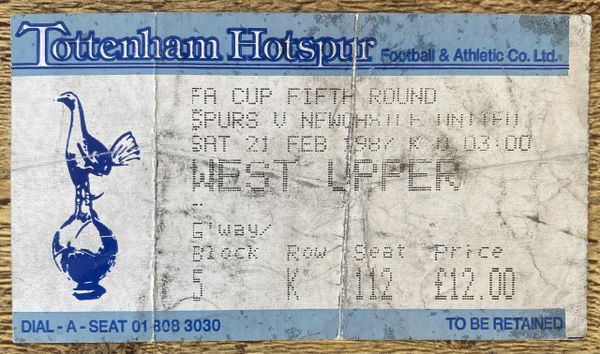 Tottenham Hotspur Football & Athletic Co. Ltd.
FA CUP FIFTH ROUND
SPURS V NEWCASTLE UNITED
SAT 21 FEB 1987 K 03:00
WEST UPPER
G'way/
Block Row Seat Price
5 K 112 £12.00
DIAL - A - SEAT 01 808 3030 TO BE RETAINED